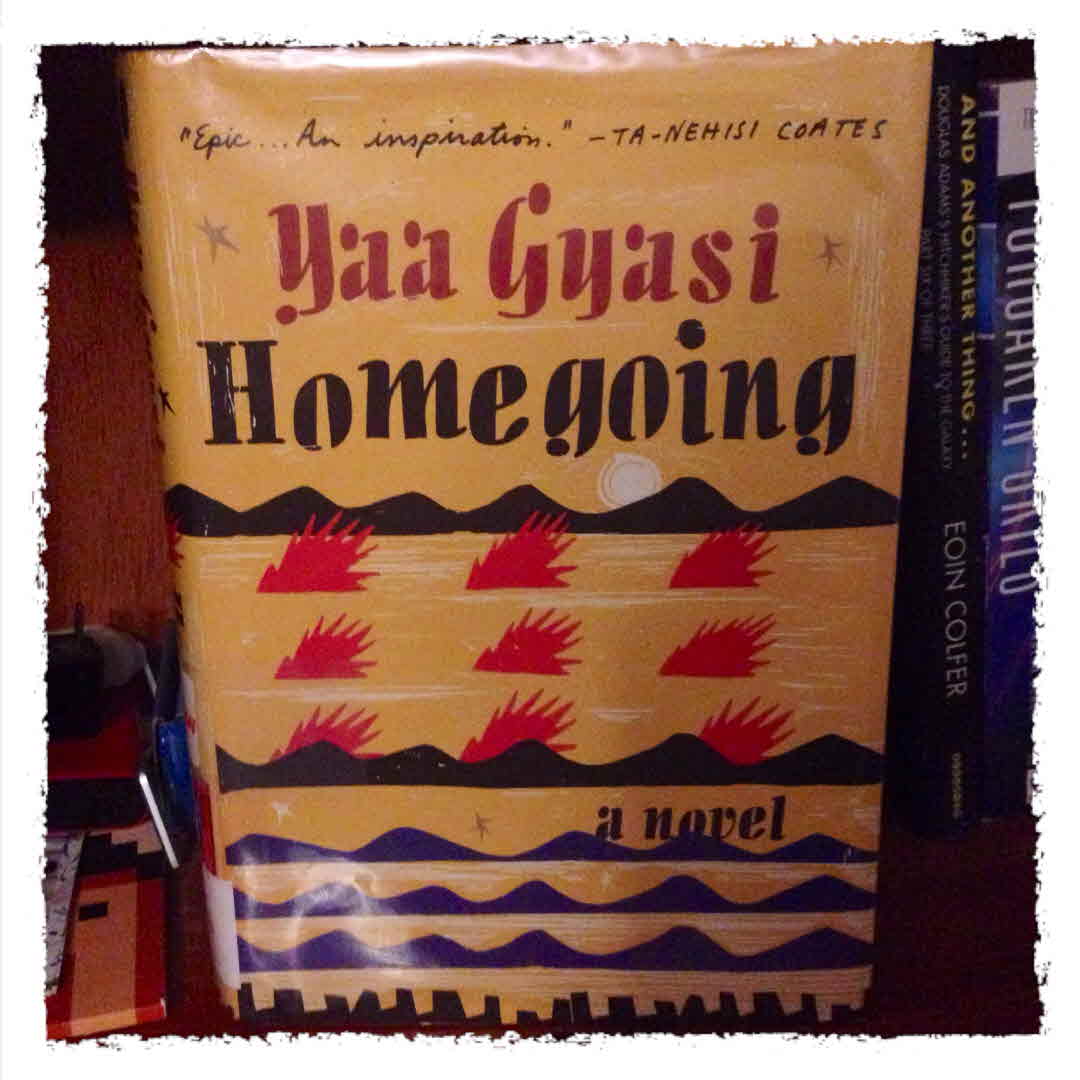 "Epic... An inspiration." – TA-NEHISI COATES
Yaa Gyasi
Homegoing
a novel
AND ANOTHER THING...
DOUGLAS ADAMS' HITCHHIKER'S GUIDE TO THE GALAXY
PART SIX OF THREE
EOIN COLFER